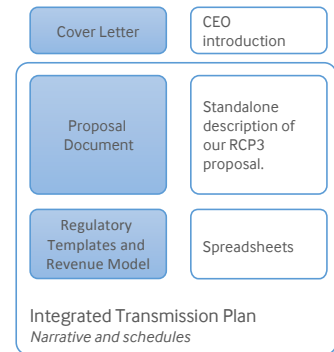 Cover Letter
CEO
introduction
Proposal
Document
Standalone
description of
our RCP3
proposal.
Regulatory
Templates and
Revenue Model
Spreadsheets
Integrated Transmission Plan
Narrative and schedules